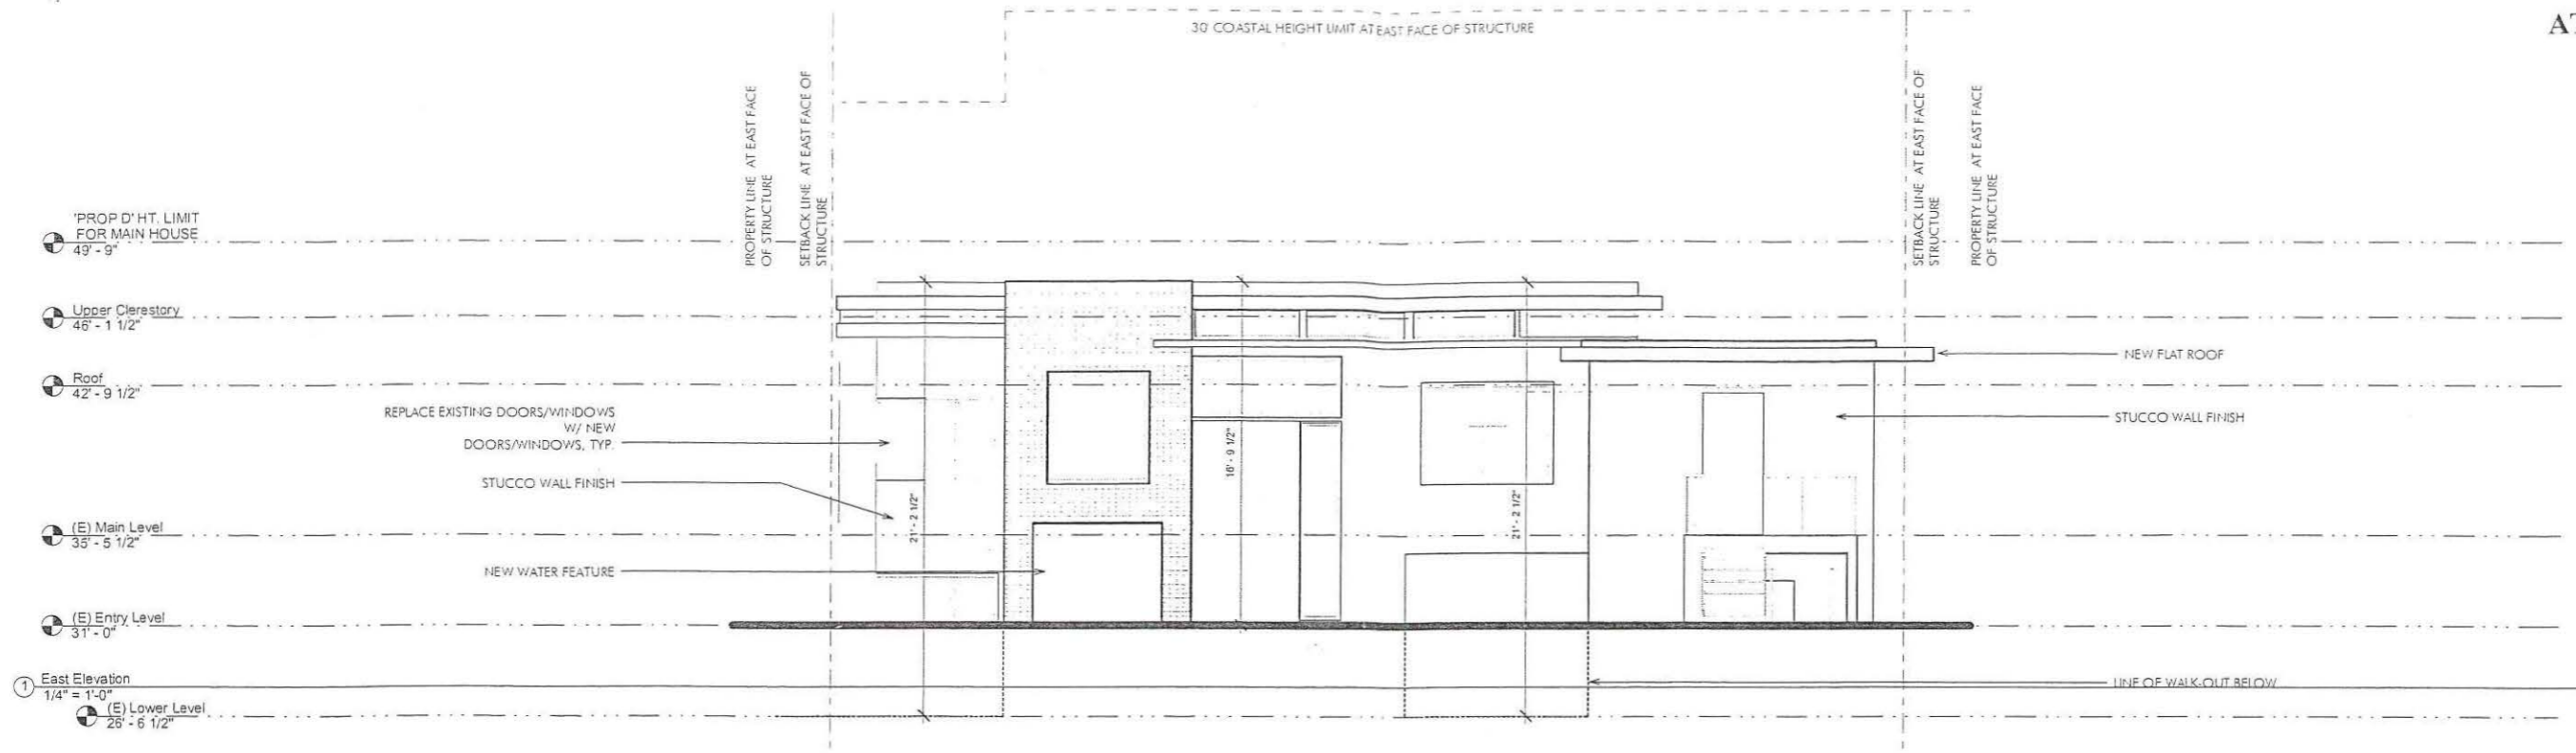 30' COASTAL HEIGHT LIMIT AT EAST FACE OF STRUCTURE
PROPERTY LINE AT EAST FACE
OF STRUCTURE
SETBACK LINE AT EAST FACE OF
STRUCTURE
SETBACK LINE AT EAST FACE OF
STRUCTURE
PROPERTY LINE AT EAST FACE
OF STRUCTURE
'PROP D' HT. LIMIT
FOR MAIN HOUSE
49' - 9"
Upper Clerestory
46' - 1 1/2"
Roof
42' - 9 1/2"
NEW FLAT ROOF
REPLACE EXISTING DOORS/WINDOWS
W/ NEW
DOORS/WINDOWS, TYP.
STUCCO WALL FINISH
STUCCO WALL FINISH
21' - 2 1/2"
16' - 9 1/2"
21' - 2 1/2"
(E) Main Level
35' - 5 1/2"
NEW WATER FEATURE
(E) Entry Level
31' - 0"
1 East Elevation
1/4" = 1'-0"
LINE OF WALK-OUT BELOW
(E) Lower Level
26' - 6 1/2"